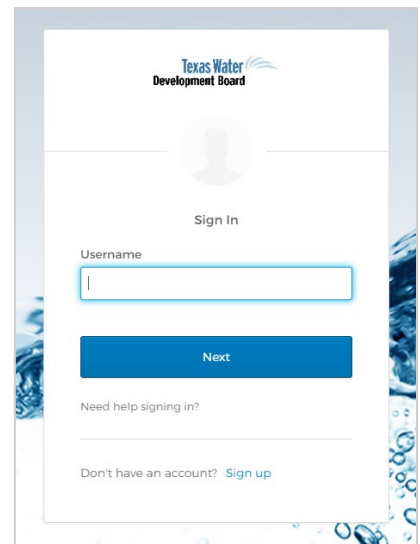 Texas Water
Development Board
Sign In
Username
Next
Need help signing in?
Don't have an account? Sign up